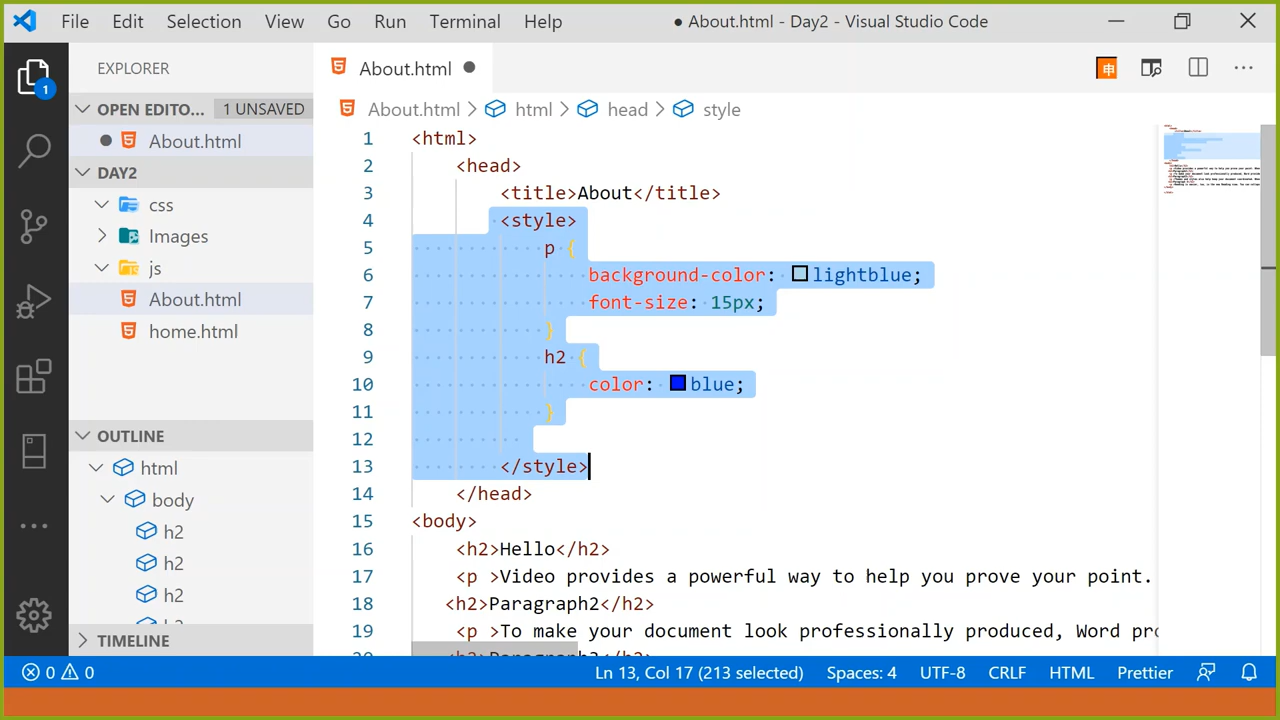 File Edit Selection View Go Run Terminal Help ● About.html - Day2 - Visual Studio Code
EXPLORER
About.html
申
OPEN EDITO... 1 UNSAVED
About.html > html > head > style
About.html
DAY2
css
Images
js
About.html
home.html
1
OUTLINE
html
body
h2
h2
h2
TIMELINE
1 <html>
2 <head>
3 <title>About</title>
4 <style>
5 p {
6 background-color: lightblue;
7 font-size: 15px;
8 }
9 h2 {
10 color: blue;
11 }
12
13 </style>
14 </head>
15 <body>
16 <h2>Hello</h2>
17 <p >Video provides a powerful way to help you prove your point.
18 <h2>Paragraph2</h2>
19 <p >To make your document look professionally produced, Word pro
20 <h2>Paragraph3</h2>
0 0 Ln 13, Col 17 (213 selected) Spaces: 4 UTF-8 CRLF HTML Prettier